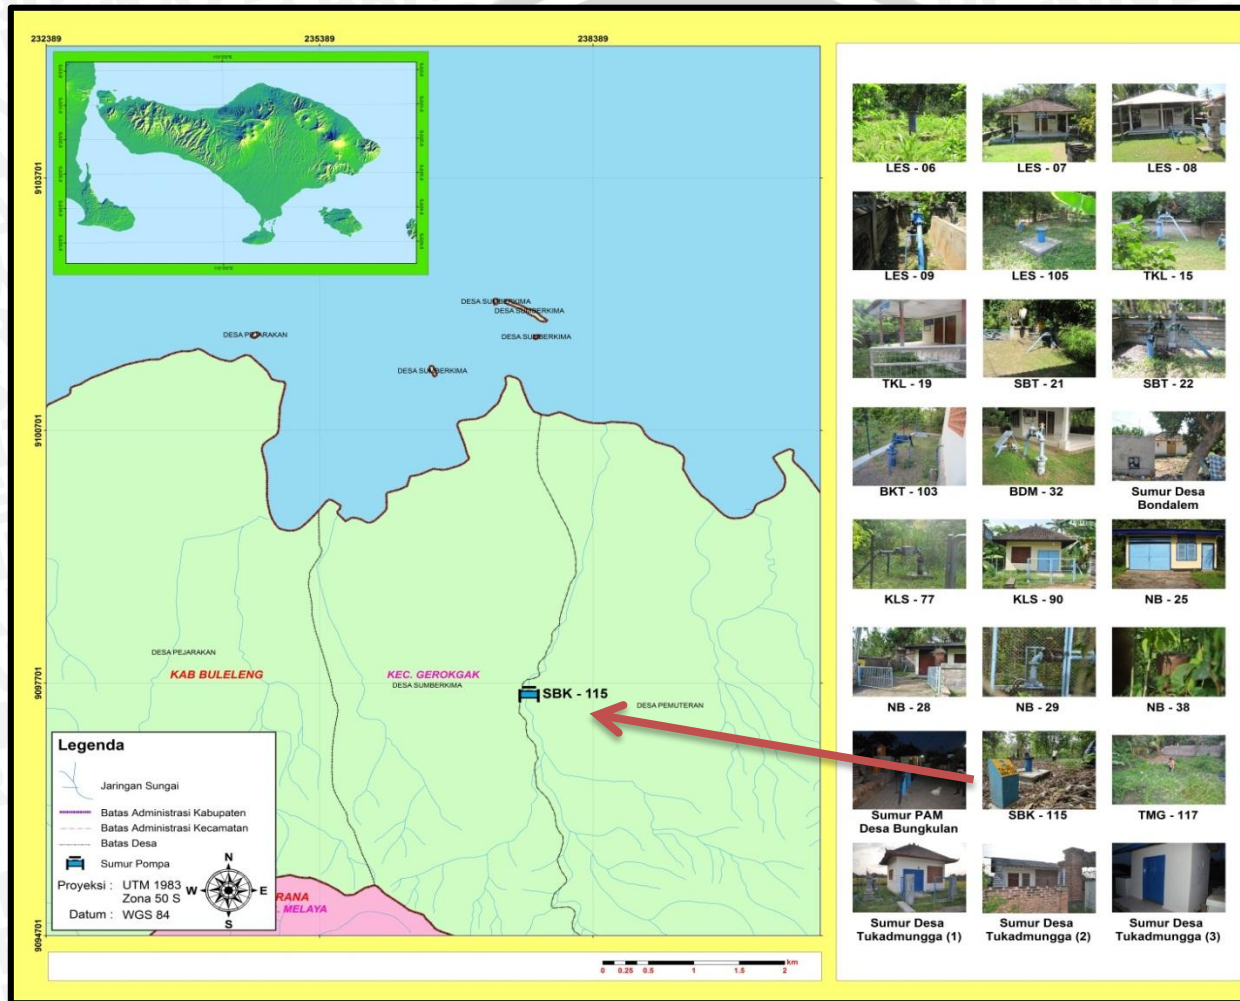 232389
235389
238389
9103701
9100701
9097701
9094701
DESA SUMBERKIMA
DESA SUMBERKIMA
DESA PEJARAKAN
DESA SUMBERKIMA
DESA SUMBERKIMA
DESA PEJARAKAN
KAB BULELENG
KEC. GEROKGAK
DESA SUMBERKIMA
SBK - 115
DESA PEMUTERAN
RANA
MELAYA
Legenda
Jaringan Sungai
Batas Administrasi Kabupaten
Batas Administrasi Kecamatan
Batas Desa
Sumur Pompa
Proyeksi : UTM 1983
Zona 50 S
Datum : WGS 84
N
W
E
S
km
0 0.25 0.5 1 1.5 2
LES - 06
LES - 07
LES - 08
LES - 09
LES - 105
TKL - 15
TKL - 19
SBT - 21
SBT - 22
BKT - 103
BDM - 32
Sumur Desa
Bondalem
KLS - 77
KLS - 90
NB - 25
NB - 28
NB - 29
NB - 38
Sumur PAM
Desa Bungkulan
SBK - 115
TMG - 117
Sumur Desa
Tukadmungga (1)
Sumur Desa
Tukadmungga (2)
Sumur Desa
Tukadmungga (3)